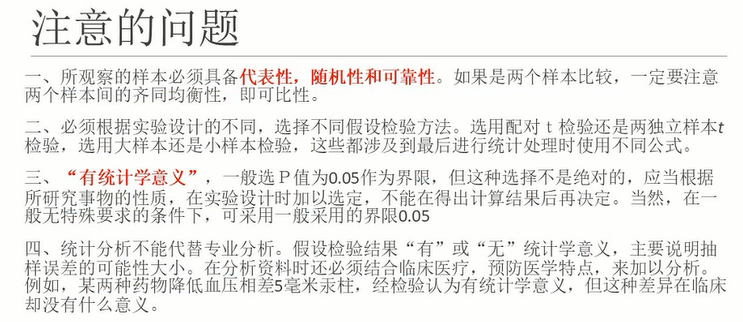 注意的问题
一、所观察的样本必须具备代表性，随机性和可靠性。如果是两个样本比较，一定要注意
两个样本间的齐同均衡性，即可比性。
二、必须根据实验设计的不同，选择不同假设检验方法。选用配对 t 检验还是两独立样本t
检验，选用大样本还是小样本检验，这些都涉及到最后进行统计处理时使用不同公式。
三、“有统计学意义”，一般选P值为0.05作为界限，但这种选择不是绝对的，应当根据
所研究事物的性质，在实验设计时加以选定，不能在得出计算结果后再决定。当然，在一
般无特殊要求的条件下，可采用一般采用的界限0.05
四、统计分析不能代替专业分析。假设检验结果“有”或“无”统计学意义，主要说明抽
样误差的可能性大小。在分析资料时还必须结合临床医疗，预防医学特点，来加以分析。
例如，某两种药物降低血压相差5毫米汞柱，经检验认为有统计学意义，但这种差异在临床
却没有什么意义。